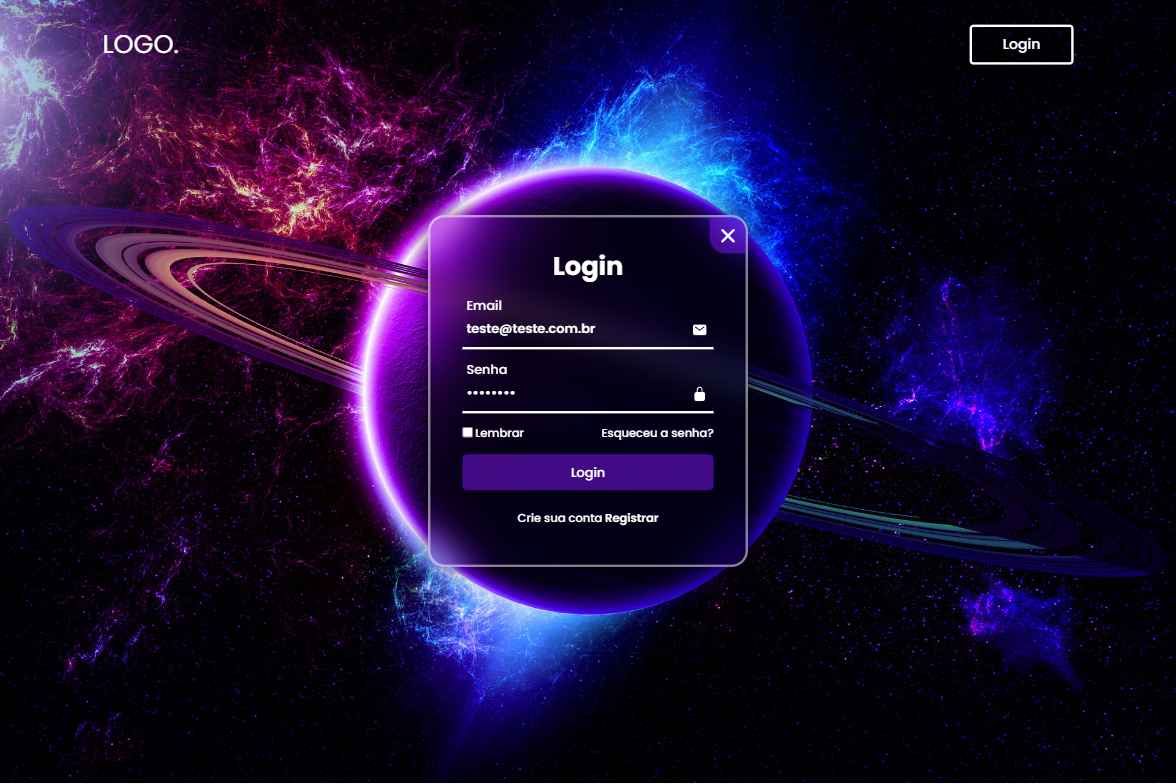 LOGO.
Login
Login
Email
teste@teste.com.br
Senha
••••••••
Lembrar
Esqueceu a senha?
Login
Crie sua conta Registrar